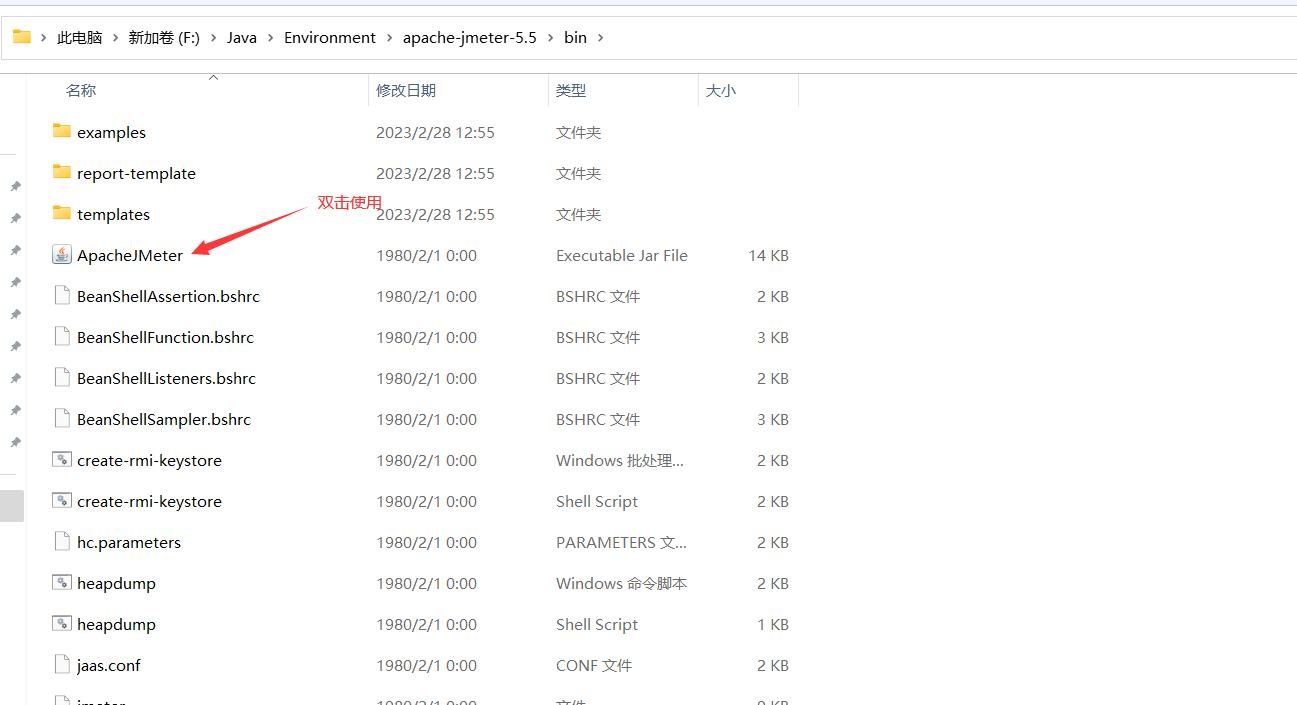 此电脑 > 新加卷 (F:) > Java > Environment > apache-jmeter-5.5 > bin >
名称 修改日期 类型 大小
examples 2023/2/28 12:55 文件夹
report-template 2023/2/28 12:55 文件夹
双击使用
templates 2023/2/28 12:55 文件夹
ApacheJMeter 1980/2/1 0:00 Executable Jar File 14 KB
BeanShellAssertion.bshrc 1980/2/1 0:00 BSHRC 文件 2 KB
BeanShellFunction.bshrc 1980/2/1 0:00 BSHRC 文件 3 KB
BeanShellListeners.bshrc 1980/2/1 0:00 BSHRC 文件 2 KB
BeanShellSampler.bshrc 1980/2/1 0:00 BSHRC 文件 3 KB
create-rmi-keystore 1980/2/1 0:00 Windows 批处理... 2 KB
create-rmi-keystore 1980/2/1 0:00 Shell Script 2 KB
hc.parameters 1980/2/1 0:00 PARAMETERS 文... 2 KB
heapdump 1980/2/1 0:00 Windows 命令脚本 2 KB
heapdump 1980/2/1 0:00 Shell Script 1 KB
jaas.conf 1980/2/1 0:00 CONF 文件 2 KB